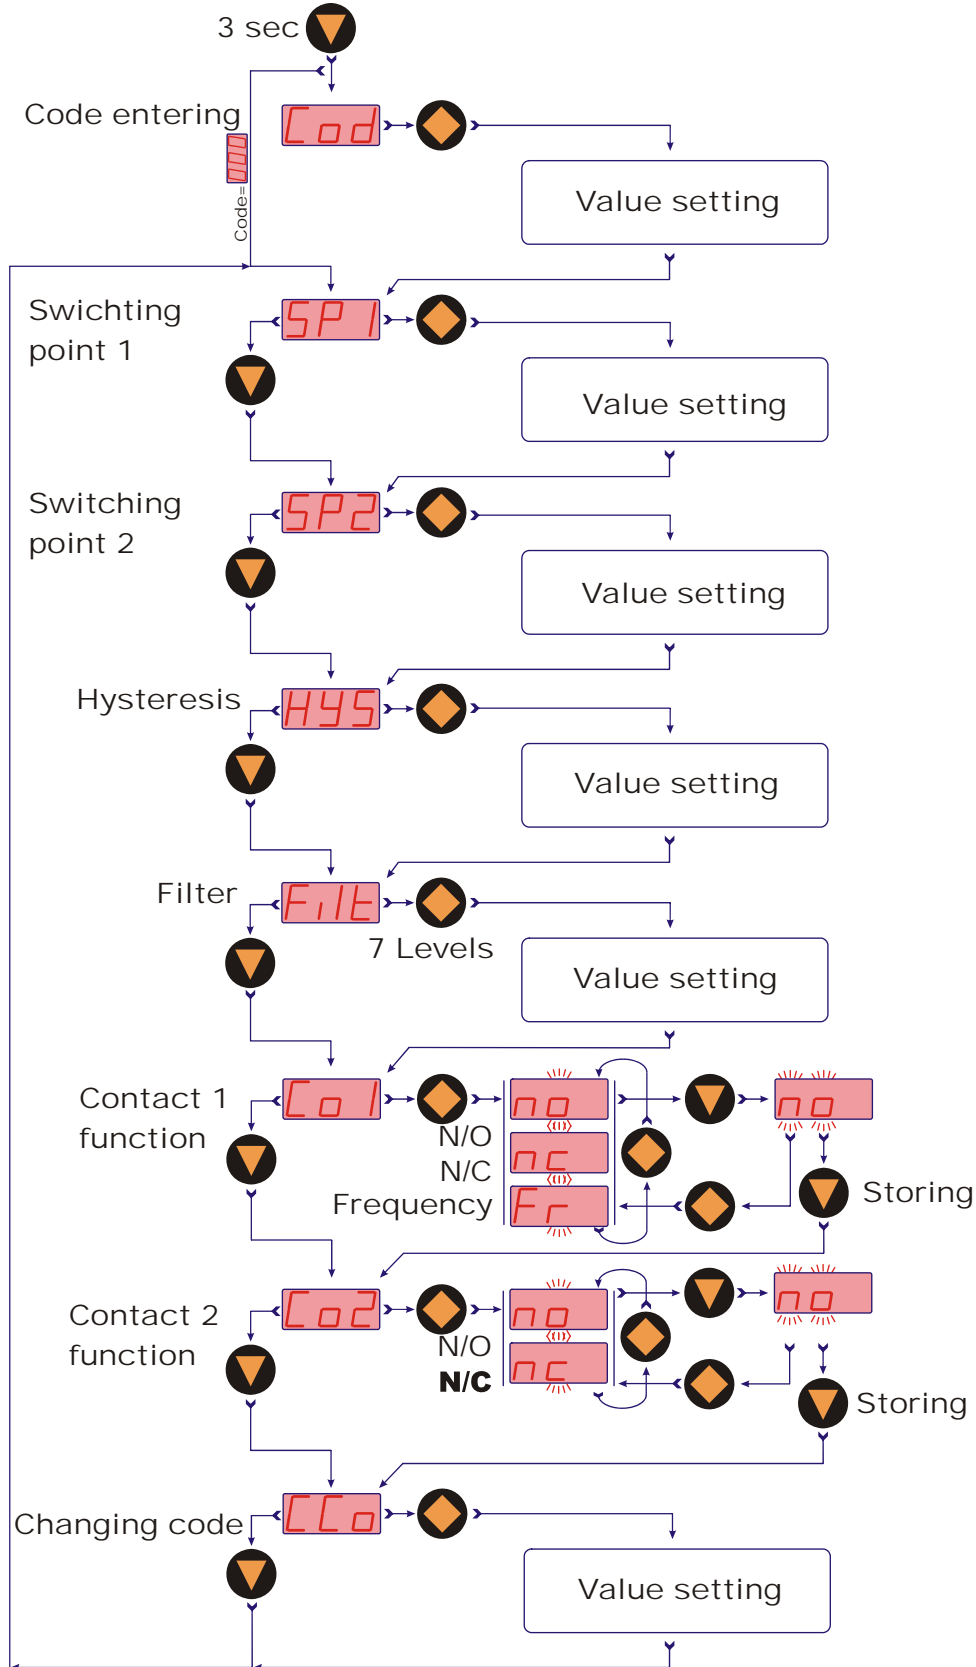 3 sec
Code entering
Cod
Code=000
Value setting
Swichting
point 1
SP1
Value setting
Switching
point 2
SP2
Value setting
Hysteresis
HYS
Value setting
Filter
Filt
7 Levels
Value setting
Contact 1
function
Co1
no
N/O
nc
N/C
Fr
Frequency
no
Storing
Contact 2
function
Co2
no
N/O
nc
N/C
no
Storing
Changing code
CCo
Value setting